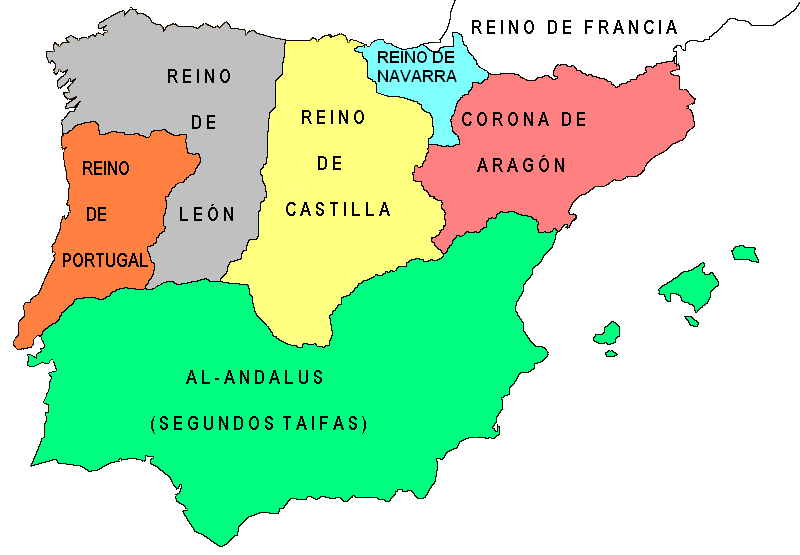 REINO DE FRANCIA
REINO DE
NAVARRA
REINO
DE
LEÓN
REINO
DE
CASTILLA
CORONA DE
ARAGÓN
REINO
DE
PORTUGAL
AL-ANDALUS
(SEGUNDOS TAIFAS)